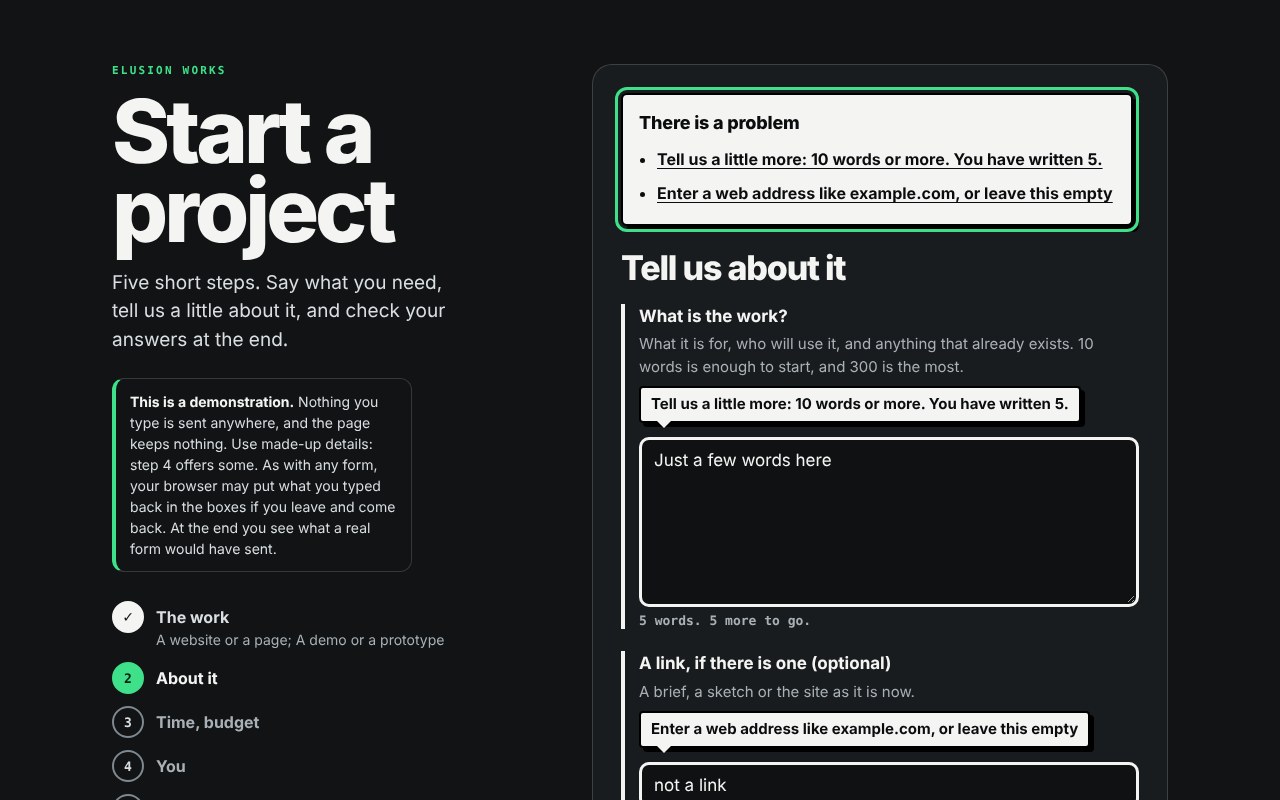 ELUSION WORKS
Start a
project
Five short steps. Say what you need,
tell us a little about it, and check your
answers at the end.
This is a demonstration. Nothing you
type is sent anywhere, and the page
keeps nothing. Use made-up details:
step 4 offers some. As with any form,
your browser may put what you typed
back in the boxes if you leave and come
back. At the end you see what a real
form would have sent.
✓ The work
A website or a page; A demo or a prototype
2 About it
3 Time, budget
4 You
There is a problem
• Tell us a little more: 10 words or more. You have written 5.
• Enter a web address like example.com, or leave this empty
Tell us about it
What is the work?
What it is for, who will use it, and anything that already exists. 10
words is enough to start, and 300 is the most.
Tell us a little more: 10 words or more. You have written 5.
Just a few words here
5 words. 5 more to go.
A link, if there is one (optional)
A brief, a sketch or the site as it is now.
Enter a web address like example.com, or leave this empty
not a link